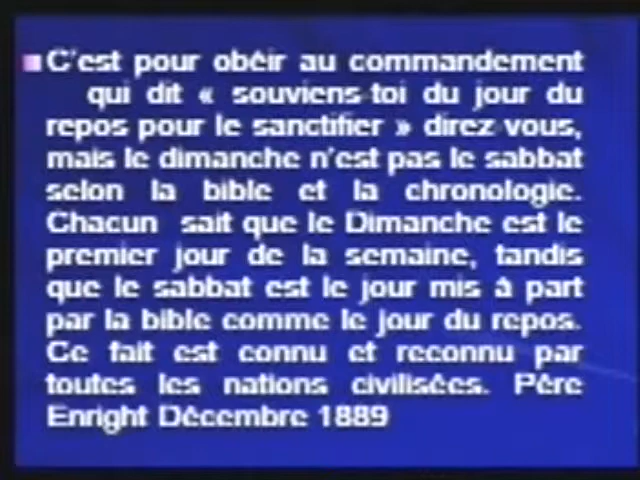 C'est pour obéir au commandement
qui dit « souviens-toi du jour du
repos pour le sanctifier » direz-vous,
mais le dimanche n'est pas le sabbat
selon la bible et la chronologie.
Chacun sait que le Dimanche est le
premier jour de la semaine, tandis
que le sabbat est le jour mis à part
par la bible comme le jour du repos.
Ce fait est connu et reconnu par
toutes les nations civilisées. Père
Enright Décembre 1889